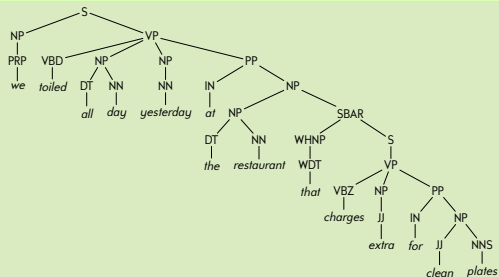 S
NP VP
PRP VBD NP NP PP
we toiled DT NN NN IN NP
all day yesterday at NP SBAR
DT NN WHNP S
the restaurant WDT VP
that VBZ NP PP
charges JJ IN NP
extra for JJ NNS
clean plates